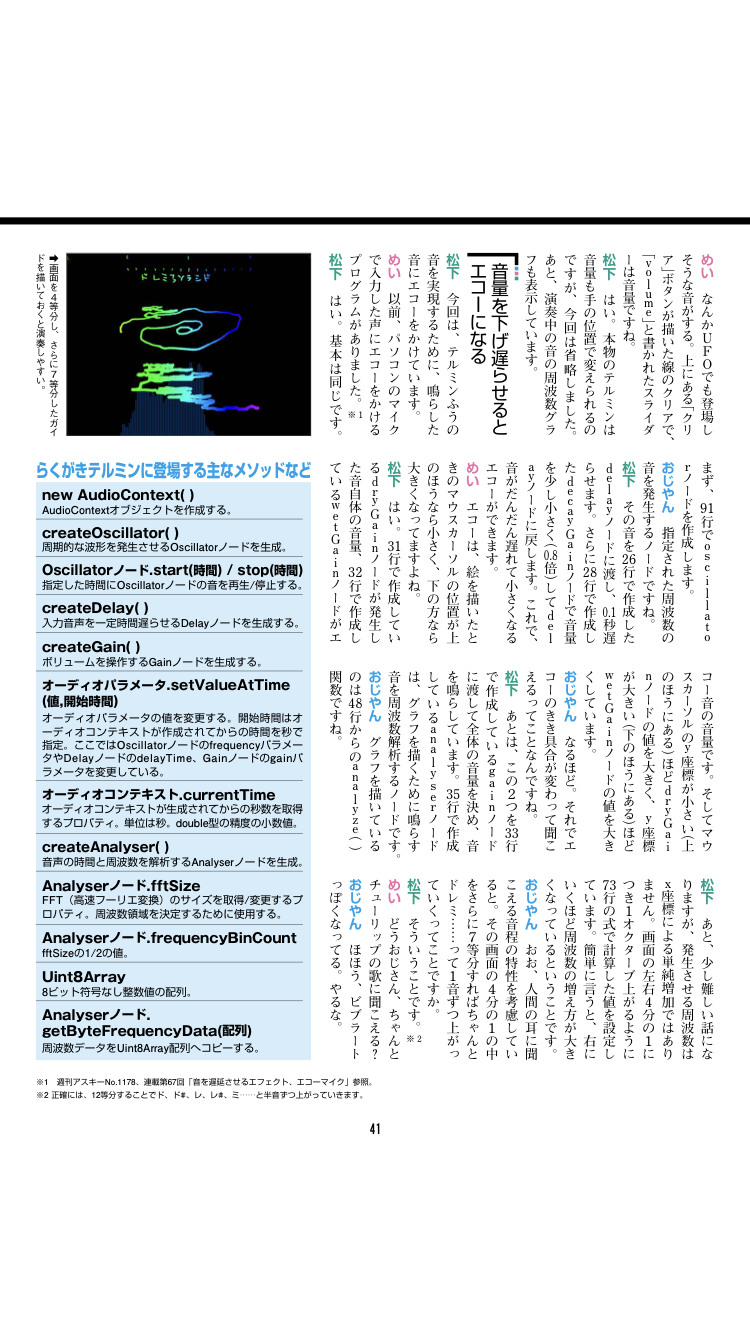 めい　なんかUFOでも登場し
そうな音がする。上にある「クリ
ア」ボタンが描いた線のクリアで、
「volume」と書かれたスライダ
ーは音量ですね。
松下　はい。本物のテルミンは
音量も手の位置で変えられるの
ですが、今回は省略しました。
あと、演奏中の音の周波数グラ
フも表示しています。
音量を下げ遅らせると
エコーになる
松下　今回は、テルミンふうの
音を実現するために、鳴らした
音にエコーをかけています。
めい　以前、パソコンのマイク
で入力した声にエコーをかける
プログラムがありました。※1
松下　はい。基本は同じです。
まず、91行でoscillato
rノードを作成します。
おじやん　指定された周波数の
音を発生するノードですね。
松下　その音を26行で作成した
delayノードに渡し、0.1秒遅
らせます。さらに28行で作成し
たdecayGainノードで音量
を少し小さく(0.8倍)してdel
ayノードに戻します。これで、
音がだんだん遅れて小さくなる
エコーができます。
めい　エコーは、絵を描いたと
きのマウスカーソルの位置が上
のほうなら小さく、下の方なら
大きくなってますよね。
松下　はい。31行で作成してい
るdryGainノードが発生し
た音自体の音量、32行で作成し
ているwetGainノードがエ
コー音の音量です。そしてマウ
スカーソルのy座標が小さい(上
のほうにある)ほどdryGai
nノードの値を大きく、y座標
が大きい(下のほうにある)ほど
wetGainノードの値を大き
くしています。
おじやん　なるほど。それでエ
コーのきき具合が変わって聞こ
えるってことなんですね。
松下　あとは、この2つを33行
で作成しているgainノード
に渡して全体の音量を決め、音
を鳴らしています。35行で作成
しているanalyserノード
は、グラフを描くために鳴らす
音を周波数解析するノードです。
おじやん　グラフを描いている
のは48行からのanalyze()
関数ですね。
松下　あと、少し難しい話にな
りますが、発生させる周波数は
x座標による単純増加ではあり
ません。画面の左右4分の1に
つき1オクターブ上がるように
73行の式で計算した値を設定し
ています。簡単に言うと、右に
いくほど周波数の増え方が大き
くなっているということです。
おじやん　おお、人間の耳に聞
こえる音程の特性を考慮してい
ると。その画面の4分の1の中
をさらに7等分すればちゃんと
ドレミ……って1音ずつ上がっ
ていくってことですか。
松下　そういうことです。※2
めい　どうおじさん、ちゃんと
チューリップの歌に聞こえる?
おじやん　ほほう、ビブラート
っぽくなってる。やるな。
ドレミふソラシド
➡画面を4等分し、さらに7等分したガイ
ドを描いておくと演奏しやすい。
らくがきテルミンに登場する主なメソッドなど
new AudioContext( )
AudioContextオブジェクトを作成する。
createOscillator( )
周期的な波形を発生させるOscillatorノードを生成。
Oscillatorノード.start(時間) / stop(時間)
指定した時間にOscillatorノードの音を再生/停止する。
createDelay( )
入力音声を一定時間遅らせるDelayノードを生成する。
createGain( )
ボリュームを操作するGainノードを生成する。
オーディオパラメータ.setValueAtTime
(値,開始時間)
オーディオパラメータの値を変更する。開始時間はオ
ーディオコンテキストが作成されてからの時間を秒で
指定。ここではOscillatorノードのfrequencyパラメー
タやDelayノードのdelayTime、Gainノードのgainパ
ラメータを変更している。
オーディオコンテキスト.currentTime
オーディオコンテキストが生成されてからの秒数を取得
するプロパティ。単位は秒。double型の精度の小数値。
createAnalyser( )
音声の時間と周波数を解析するAnalyserノードを生成。
Analyserノード.fftSize
FFT（高速フーリエ変換）のサイズを取得/変更するプ
ロパティ。周波数領域を決定するために使用する。
Analyserノード.frequencyBinCount
fftSizeの1/2の値。
Uint8Array
8ビット符号なし整数値の配列。
Analyserノード.
getByteFrequencyData(配列)
周波数データをUint8Array配列へコピーする。
※1　週刊アスキーNo.1178、連載第67回「音を遅延させるエフェクト、エコーマイク」参照。
※2 正確には、12等分することでド、ド#、レ、レ#、ミ……と半音ずつ上がっていきます。
41